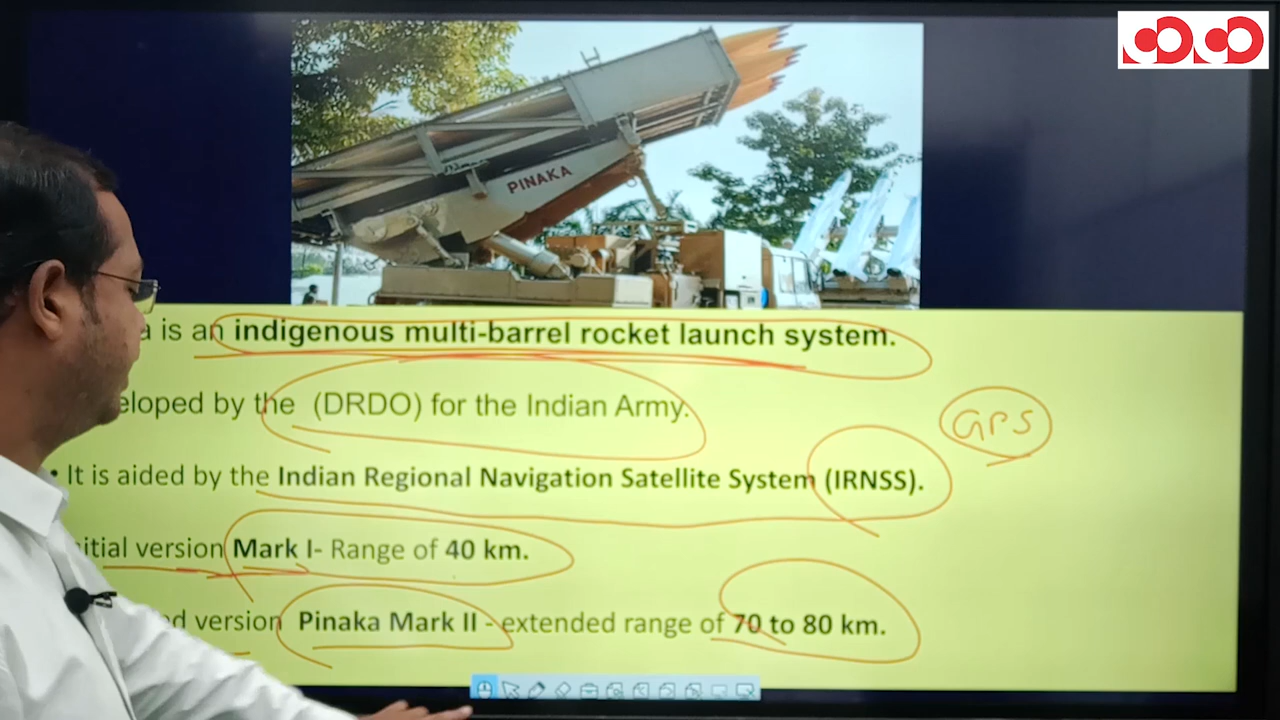 PINAKA
a is an indigenous multi-barrel rocket launch system.
eloped by the (DRDO) for the Indian Army.
GPS
• It is aided by the Indian Regional Navigation Satellite System (IRNSS).
itial version Mark I- Range of 40 km.
d version Pinaka Mark II - extended range of 70 to 80 km.